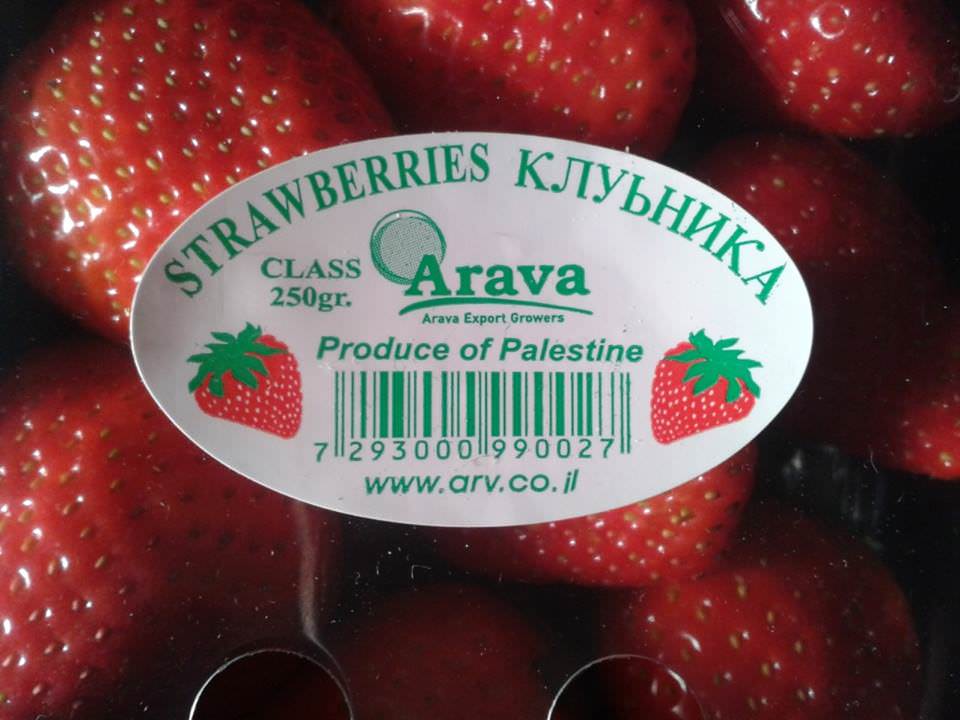 STRAWBERRIES КЛУЬНИКА
CLASS
250gr.
Arava
Arava Export Growers
Produce of Palestine
7 293000 990027
www.arv.co.il